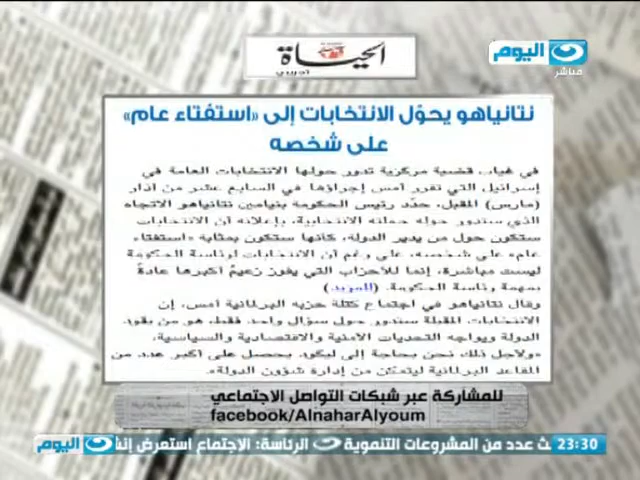 الحياة
النهار اليوم
مباشر
نتانياهو يحوّل الانتخابات إلى «استفتاء عام»
على شخصه
في غياب قضية مركزية تدور حولها الانتخابات العامة في
إسرائيل التي تقرر أمس إجراؤها في السابع عشر من آذار
(مارس) المقبل، حدّد رئيس الحكومة بنيامين نتانياهو الاتجاه
الذي ستدور حوله حملته الانتخابية، بإعلانه أن الانتخابات
ستكون حول من يدير الدولة، كأنها ستكون بمثابة «استفتاء
عام» على شخصه، على رغم أن الانتخابات لرئاسة الحكومة
ليست مباشرة، إنما للأحزاب التي يفوز زعيم أكبرها عادةً
بمهمة رئاسة الحكومة. (المزيد)
وقال نتانياهو في اجتماع كتلة حزبه البرلمانية أمس، إن
الانتخابات المقبلة ستدور حول سؤال واحد فقط، هو من يقود
الدولة ويواجه التحديات الأمنية والاقتصادية والسياسية،
«ولأجل ذلك نحن بحاجة إلى ليكود يحصل على أكبر عدد من
المقاعد البرلمانية ليتمكن من إدارة شؤون الدولة».
للمشاركة عبر شبكات التواصل الاجتماعي
facebook/AlnaharAlyoum
23:30
ث عدد من المشروعات التنموية
الرئاسة: الاجتماع استعرض إنش
اليوم